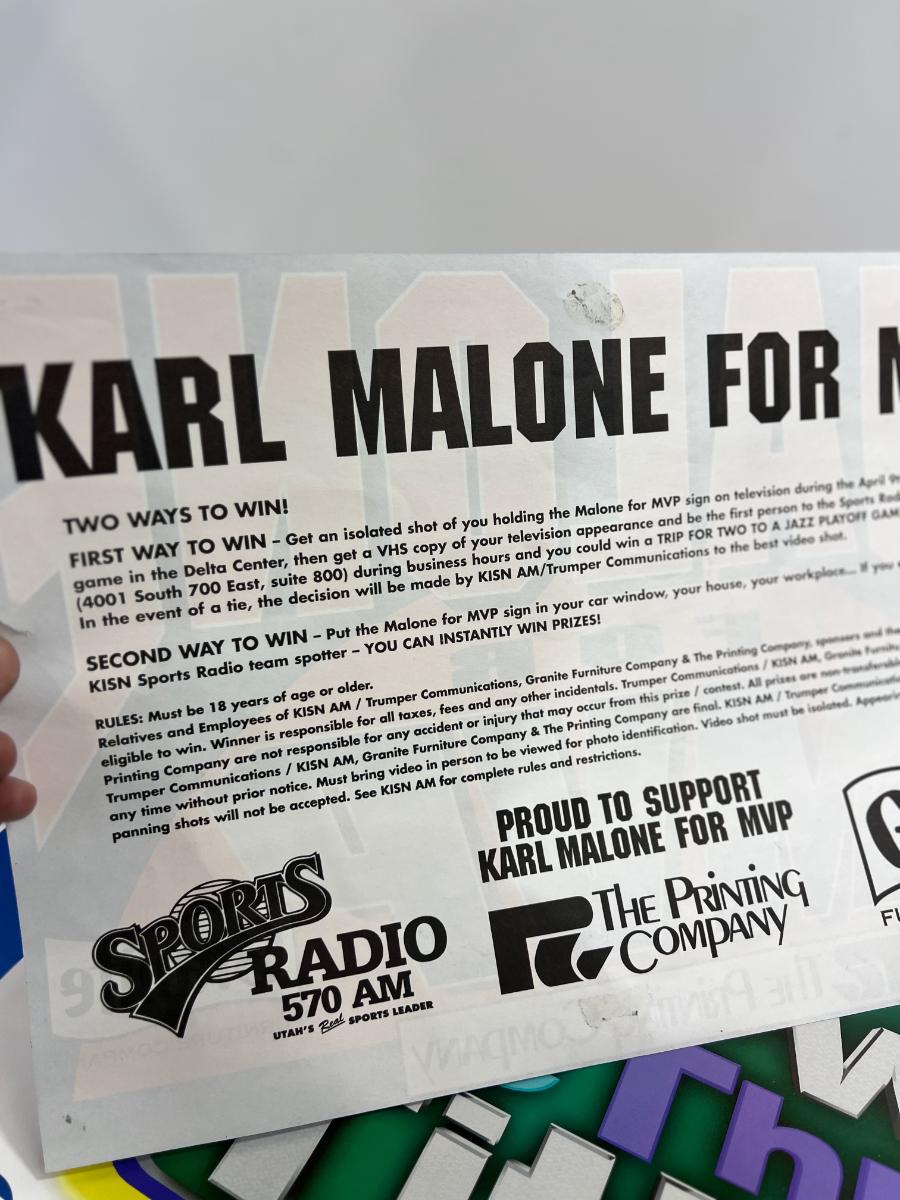 KARL MALONE FOR
TWO WAYS TO WIN!
FIRST WAY TO WIN – Get an isolated shot of you holding the Malone for MVP sign on television during the April
game in the Delta Center, then get a VHS copy of your television appearance and be the first person to the Sports
(4001 South 700 East, suite 800) during business hours and you could win a TRIP FOR TWO TO A JAZZ PLAYOFF
In the event of a tie, the decision will be made by KISN AM/Trumper Communications to the best video shot.
SECOND WAY TO WIN – Put the Malone for MVP sign in your car window, your house, your workplace... If you
KISN Sports Radio team spotter – YOU CAN INSTANTLY WIN PRIZES!
RULES: Must be 18 years of age or older.
Relatives and Employees of KISN AM / Trumper Communications, Granite Furniture Company & The Printing Company, sponsors and
eligible to win. Winner is responsible for all taxes, fees and any other incidentals. Trumper Communications / KISN AM, Granite
Printing Company are not responsible for any accident or injury that may occur from this prize / contest. All prizes are
Trumper Communications / KISN AM, Granite Furniture Company & The Printing Company are final. KISN AM / Trumper
any time without prior notice. Must bring video in person to be viewed for photo identification. Video shot must be isolated.
panning shots will not be accepted. See KISN AM for complete rules and restrictions.
PROUD TO SUPPORT
KARL MALONE FOR MVP
SPORTS
RADIO
570 AM
UTAH'S Real SPORTS LEADER
THE PRINTING
COMPANY